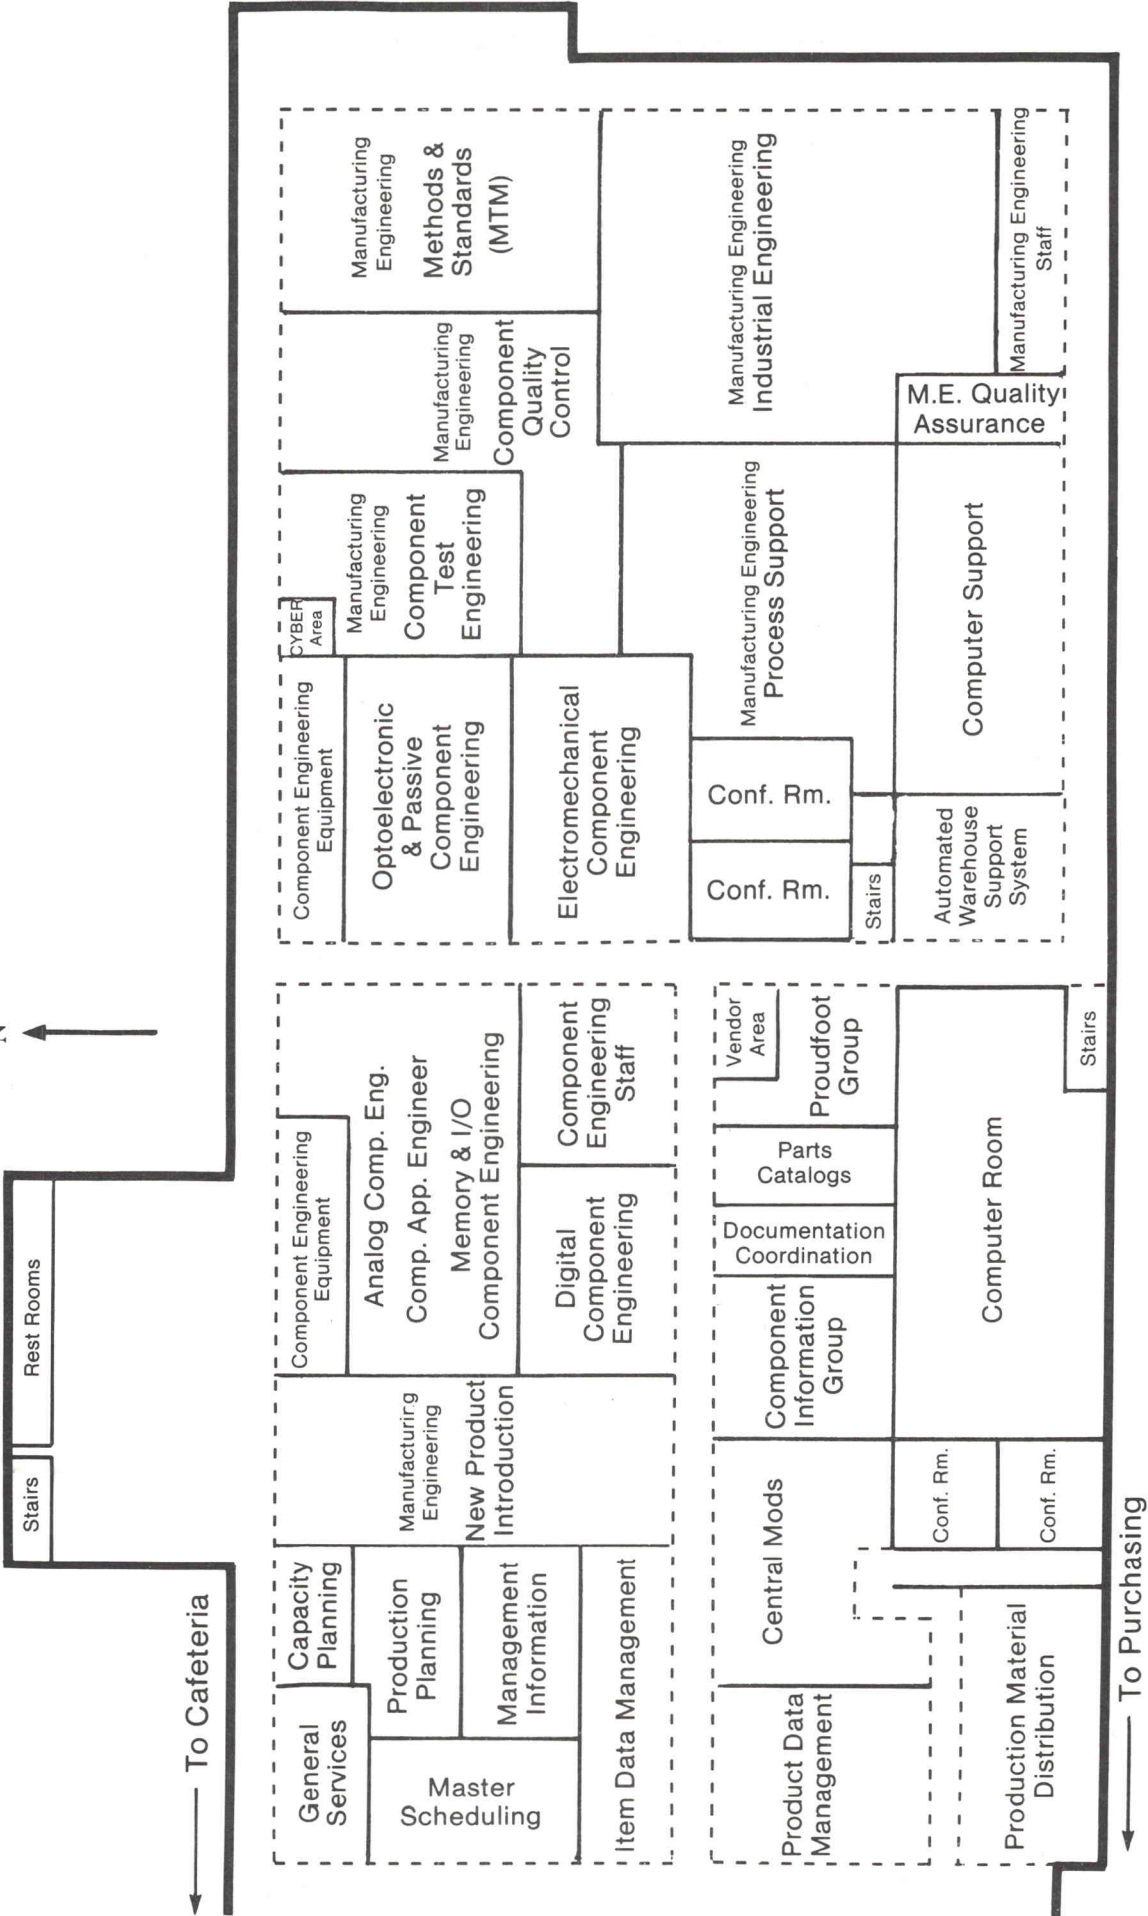 N
Stairs
Rest Rooms
To Cafeteria
General
Services
Capacity
Planning
Production
Planning
Management
Information
Master
Scheduling
Item Data Management
Manufacturing
Engineering
New Product
Introduction
Component Engineering
Equipment
Analog Comp. Eng.
Comp. App. Engineer
Memory & I/O
Component Engineering
Digital
Component
Engineering
Component
Engineering
Staff
Component Engineering
Equipment
Optoelectronic
& Passive
Component
Engineering
Electromechanical
Component
Engineering
CYBER
Area
Manufacturing
Engineering
Component
Test
Engineering
Manufacturing
Engineering
Component
Quality
Control
Manufacturing
Engineering
Methods &
Standards
(MTM)
Manufacturing Engineering
Industrial Engineering
Manufacturing Engineering
Staff
M.E. Quality
Assurance
Manufacturing Engineering
Process Support
Computer Support
Conf. Rm.
Conf. Rm.
Stairs
Automated
Warehouse
Support
System
Product Data
Management
Central Mods
Component
Information
Group
Documentation
Coordination
Parts
Catalogs
Vendor
Area
Proudfoot
Group
Production Material
Distribution
Conf. Rm.
Conf. Rm.
Computer Room
Stairs
To Purchasing